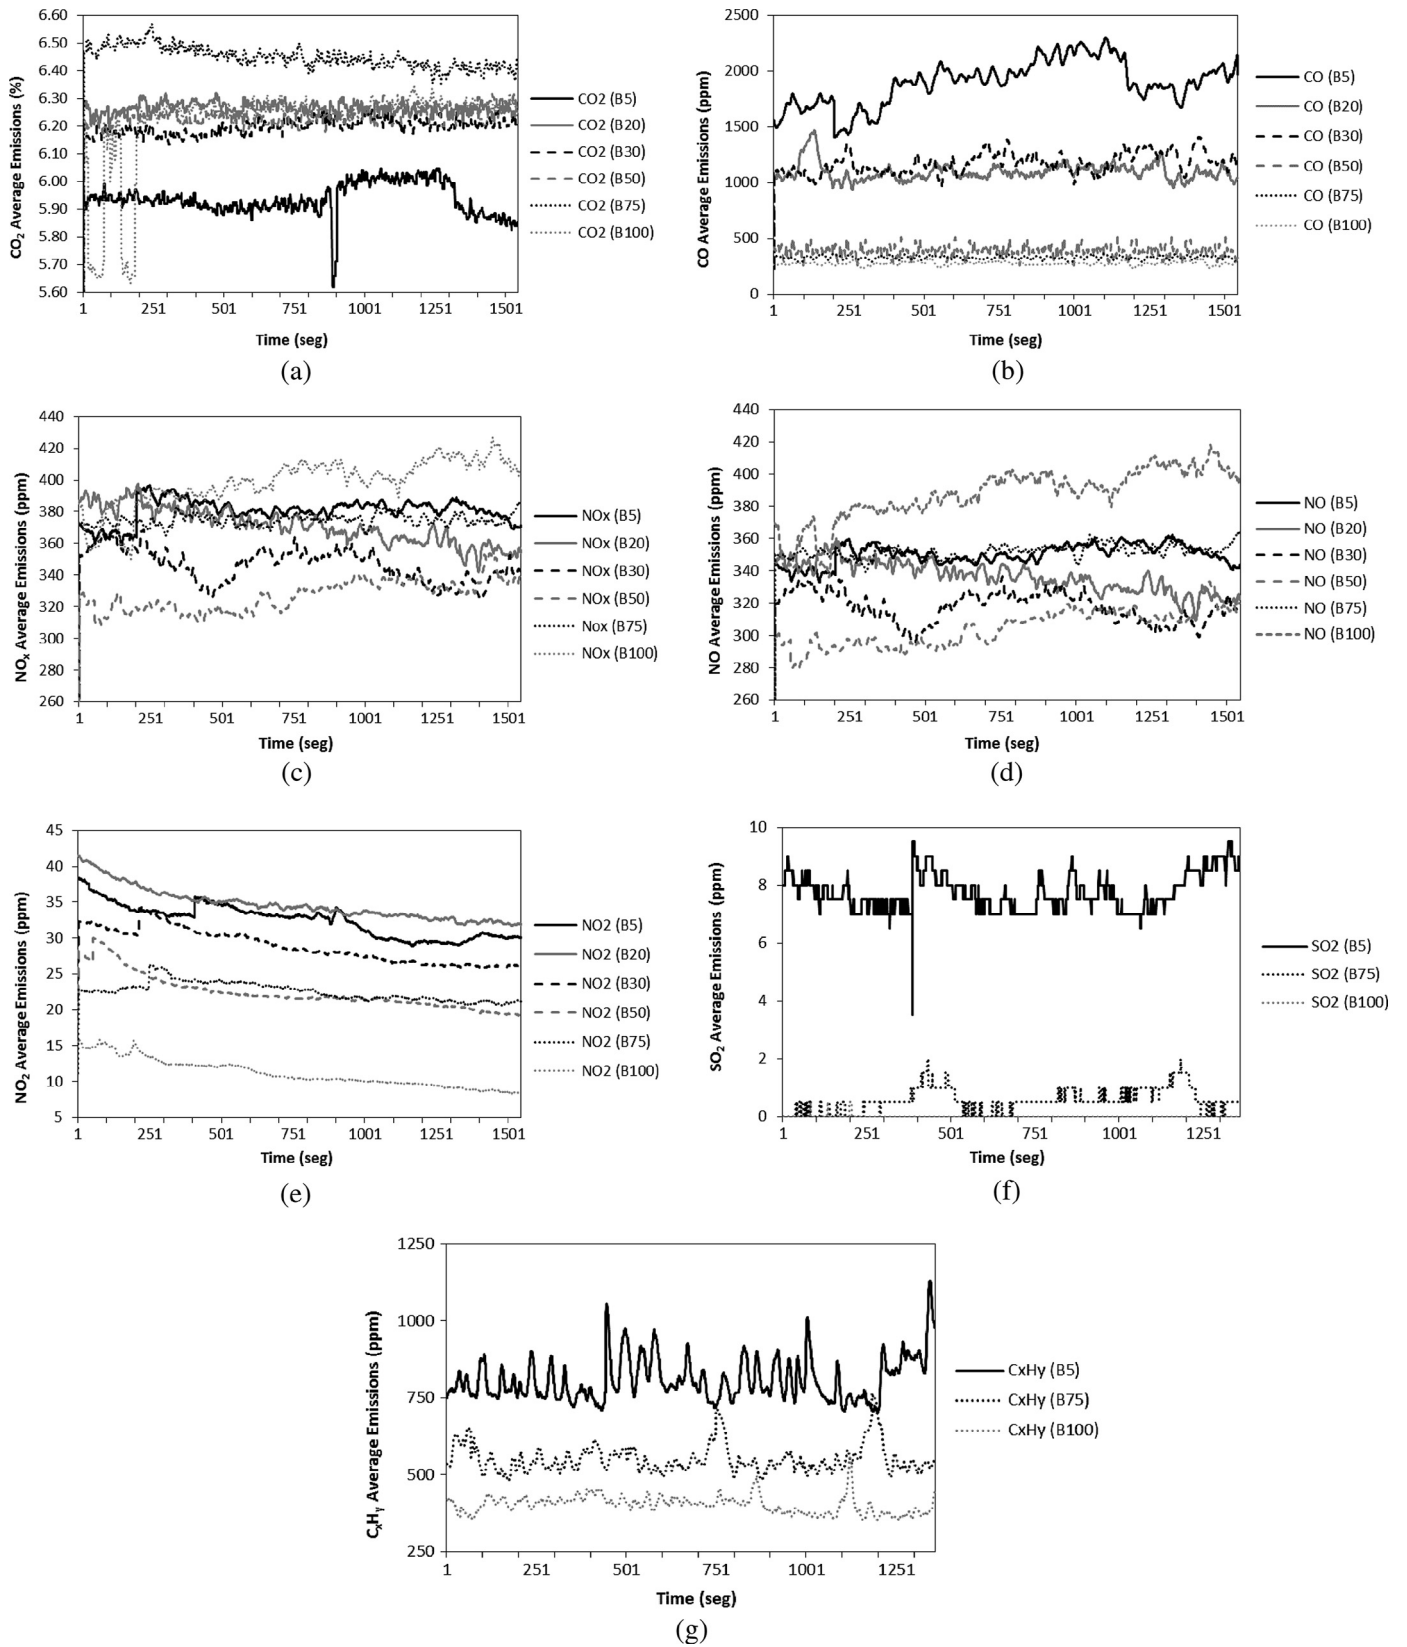 6.60
6.50
6.40
6.30
6.20
6.10
6.00
5.90
5.80
5.70
5.60
CO2 Average Emissions (%)
1 251 501 751 1001 1251 1501
Time (seg)
CO2 (B5)
CO2 (B20)
CO2 (B30)
CO2 (B50)
CO2 (B75)
CO2 (B100)
(a)
2500
2000
1500
1000
500
0
CO Average Emissions (ppm)
1 251 501 751 1001 1251 1501
Time (seg)
CO (B5)
CO (B20)
CO (B30)
CO (B50)
CO (B75)
CO (B100)
(b)
440
420
400
380
360
340
320
300
280
260
NOx Average Emissions (ppm)
1 251 501 751 1001 1251 1501
Time (seg)
NOx (B5)
NOx (B20)
NOx (B30)
NOx (B50)
Nox (B75)
NOx (B100)
(c)
440
420
400
380
360
340
320
300
280
260
NO Average Emissions (ppm)
1 251 501 751 1001 1251 1501
Time (seg)
NO (B5)
NO (B20)
NO (B30)
NO (B50)
NO (B75)
NO (B100)
(d)
45
40
35
30
25
20
15
10
5
NO2 Average Emissions (ppm)
1 251 501 751 1001 1251 1501
Time (seg)
NO2 (B5)
NO2 (B20)
NO2 (B30)
NO2 (B50)
NO2 (B75)
NO2 (B100)
(e)
10
8
6
4
2
0
SO2 Average Emissions (ppm)
1 251 501 751 1001 1251
Time (seg)
SO2 (B5)
SO2 (B75)
SO2 (B100)
(f)
1250
1000
750
500
250
CxHy Average Emissions (ppm)
1 251 501 751 1001 1251
Time (seg)
CxHy (B5)
CxHy (B75)
CxHy (B100)
(g)